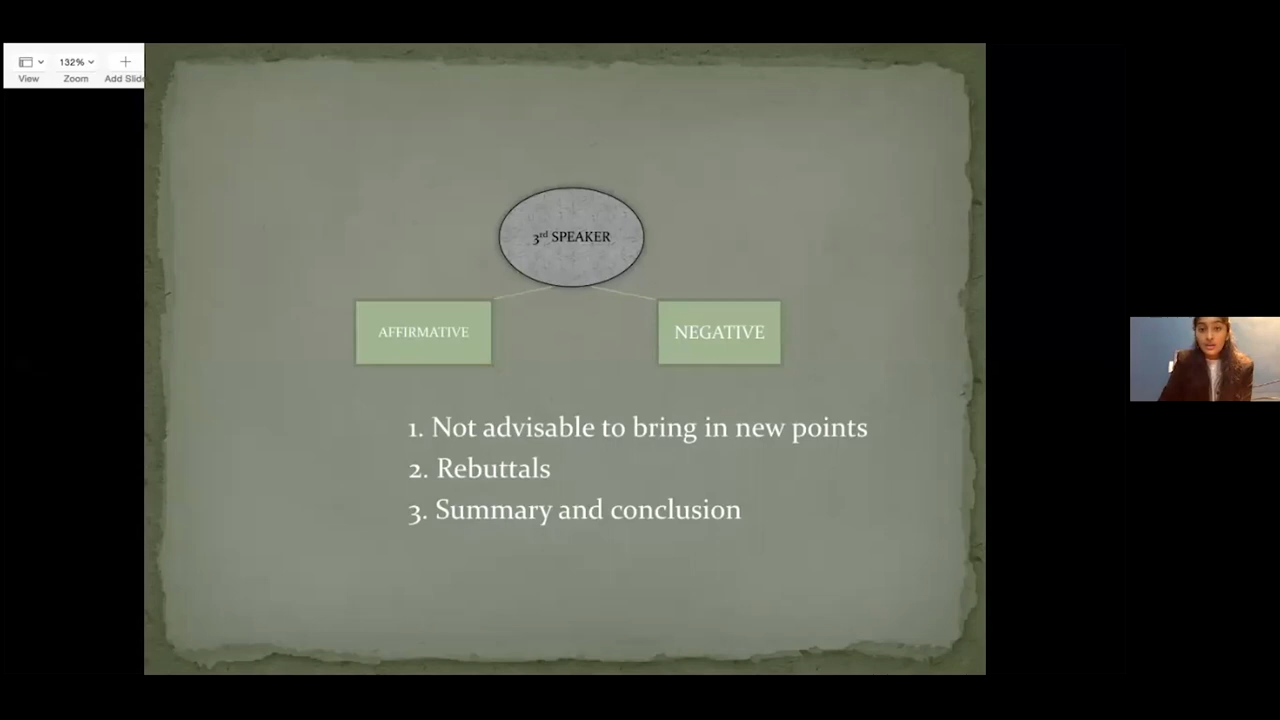 132%
View Zoom Add Slide
3rd SPEAKER
AFFIRMATIVE NEGATIVE
1. Not advisable to bring in new points
2. Rebuttals
3. Summary and conclusion